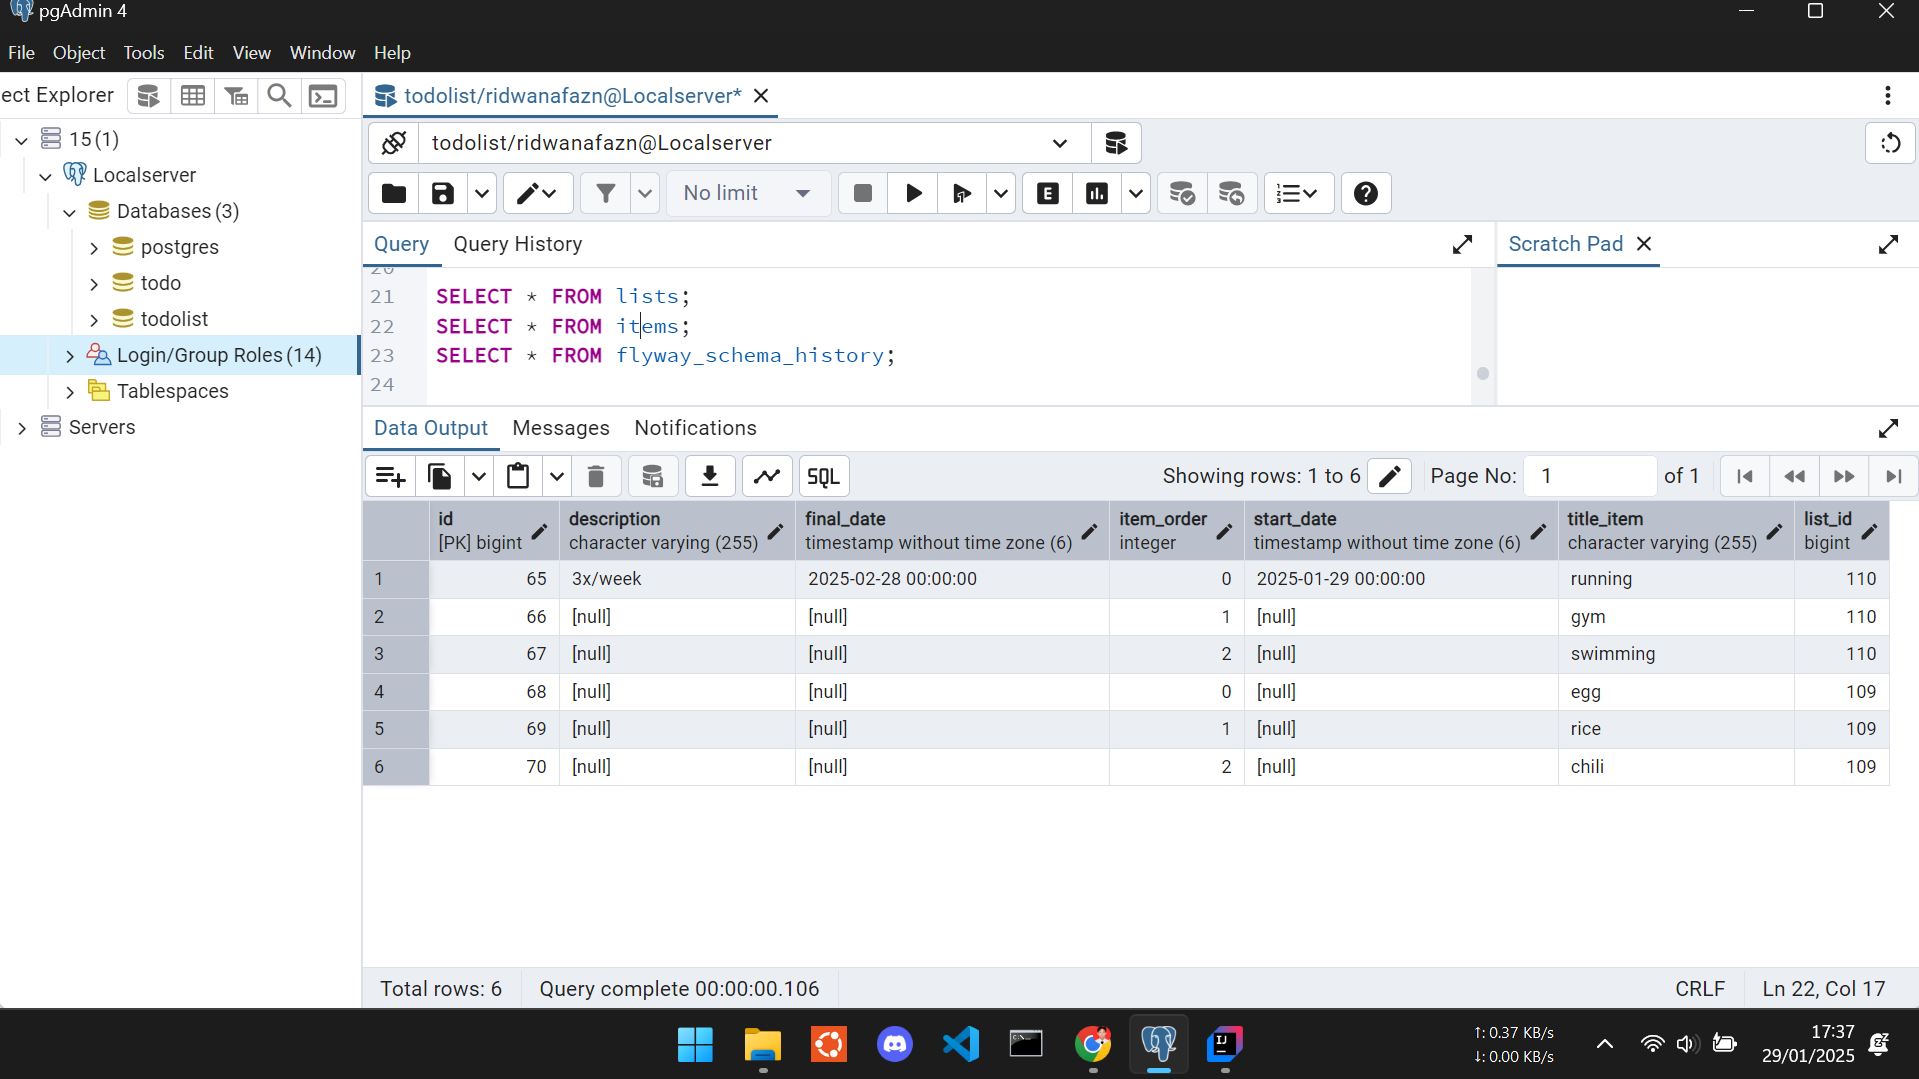 pgAdmin 4
File Object Tools Edit View Window Help
ect Explorer
15 (1)
Localserver
Databases (3)
postgres
todo
todolist
Login/Group Roles (14)
Tablespaces
Servers
todolist/ridwanafazn@Localserver*
todolist/ridwanafazn@Localserver
No limit
E
Query Query History
Scratch Pad
20
21 SELECT * FROM lists;
22 SELECT * FROM items;
23 SELECT * FROM flyway_schema_history;
24
Data Output Messages Notifications
SQL
Showing rows: 1 to 6 Page No: 1 of 1
id description final_date item_order start_date title_item list_id
[PK] bigint character varying (255) timestamp without time zone (6) integer timestamp without time zone (6) character varying (255) bigint
1 65 3x/week 2025-02-28 00:00:00 0 2025-01-29 00:00:00 running 110
2 66 [null] [null] 1 [null] gym 110
3 67 [null] [null] 2 [null] swimming 110
4 68 [null] [null] 0 [null] egg 109
5 69 [null] [null] 1 [null] rice 109
6 70 [null] [null] 2 [null] chili 109
Total rows: 6 Query complete 00:00:00.106 CRLF Ln 22, Col 17
IJ
↑: 0.37 KB/s
↓: 0.00 KB/s
17:37
29/01/2025